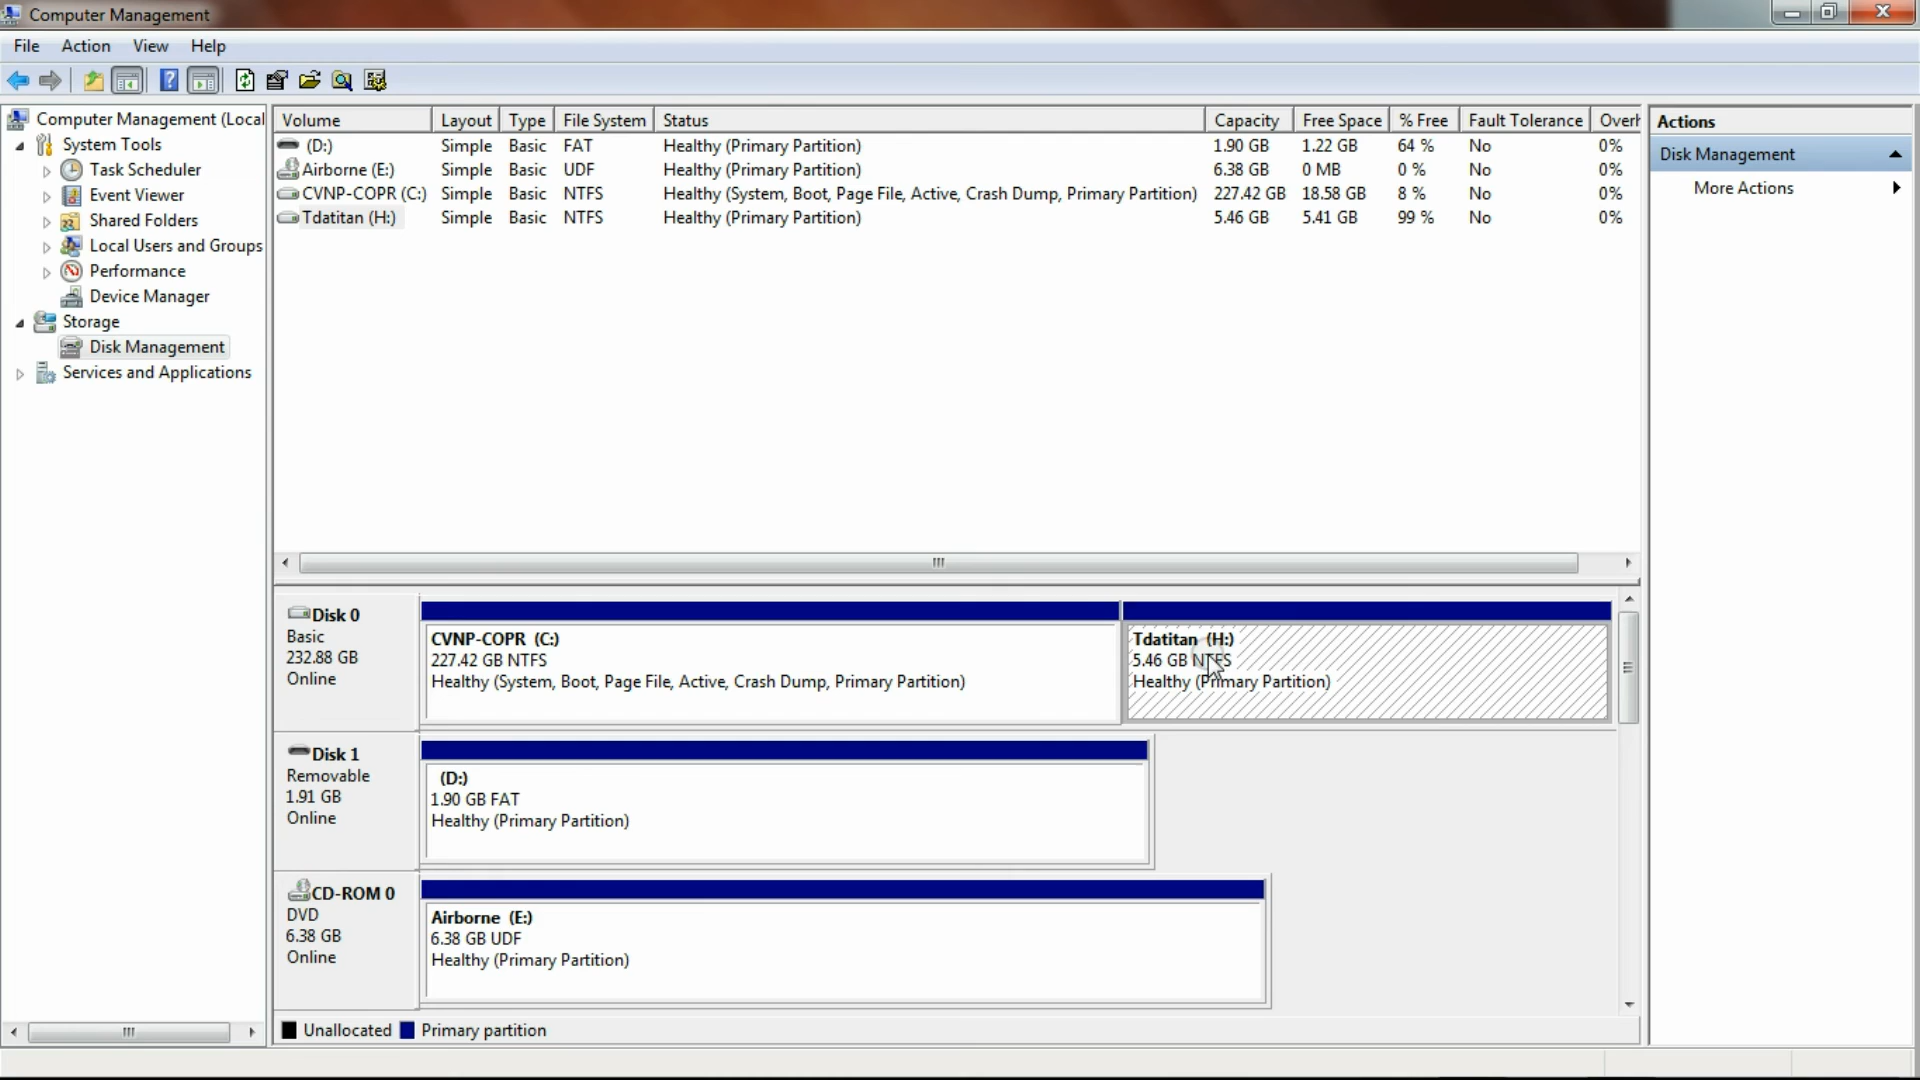 Computer Management
File Action View Help
Computer Management (Local
System Tools
Task Scheduler
Event Viewer
Shared Folders
Local Users and Groups
Performance
Device Manager
Storage
Disk Management
Services and Applications
Volume Layout Type File System Status Capacity Free Space % Free Fault Tolerance Overh
(D:) Simple Basic FAT Healthy (Primary Partition) 1.90 GB 1.22 GB 64 % No 0%
Airborne (E:) Simple Basic UDF Healthy (Primary Partition) 6.38 GB 0 MB 0 % No 0%
CVNP-COPR (C:) Simple Basic NTFS Healthy (System, Boot, Page File, Active, Crash Dump, Primary Partition) 227.42 GB 18.58 GB 8 % No 0%
Tdatitan (H:) Simple Basic NTFS Healthy (Primary Partition) 5.46 GB 5.41 GB 99 % No 0%
Disk 0
Basic
232.88 GB
Online
CVNP-COPR (C:)
227.42 GB NTFS
Healthy (System, Boot, Page File, Active, Crash Dump, Primary Partition)
Tdatitan (H:)
5.46 GB NTFS
Healthy (Primary Partition)
Disk 1
Removable
1.91 GB
Online
(D:)
1.90 GB FAT
Healthy (Primary Partition)
CD-ROM 0
DVD
6.38 GB
Online
Airborne (E:)
6.38 GB UDF
Healthy (Primary Partition)
Unallocated Primary partition
Actions
Disk Management
More Actions